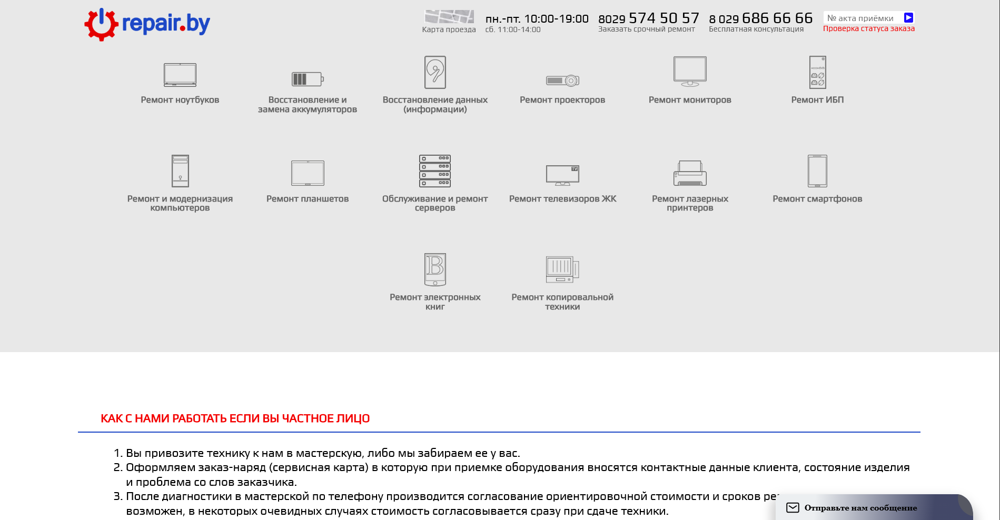 repair.by
Карта проезда
пн.-пт. 10:00-19:00
сб. 11:00-14:00
8029 574 50 57
Заказать срочный ремонт
8 029 686 66 66
Бесплатная консультация
№ акта приёмки
Проверка статуса заказа
Ремонт ноутбуков
Восстановление и
замена аккумуляторов
Восстановление данных
(информации)
Ремонт проекторов
Ремонт мониторов
Ремонт ИБП
Ремонт и модернизация
компьютеров
Ремонт планшетов
Обслуживание и ремонт
серверов
TV
Ремонт телевизоров ЖК
Ремонт лазерных
принтеров
Ремонт смартфонов
B
Ремонт электронных
книг
Ремонт копировальной
техники
КАК С НАМИ РАБОТАТЬ ЕСЛИ ВЫ ЧАСТНОЕ ЛИЦО
1. Вы привозите технику к нам в мастерскую, либо мы забираем ее у вас.
2. Оформляем заказ-наряд (сервисная карта) в которую при приемке оборудования вносятся контактные данные клиента, состояние изделия
и проблема со слов заказчика.
3. После диагностики в мастерской по телефону производится согласование ориентировочной стоимости и сроков
возможен, в некоторых очевидных случаях стоимость согласовывается сразу при сдаче техники.
Отправьте нам сообщение